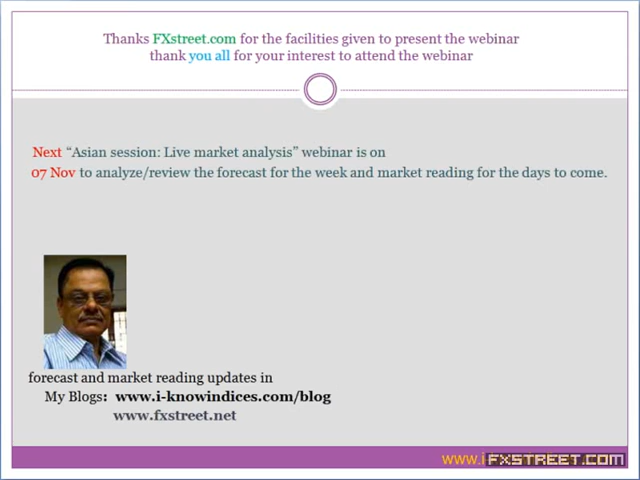 Thanks FXstreet.com for the facilities given to present the webinar
thank you all for your interest to attend the webinar
Next “Asian session: Live market analysis” webinar is on
07 Nov to analyze/review the forecast for the week and market reading for the days to come.
forecast and market reading updates in
My Blogs: www.i-knowindices.com/blog
www.fxstreet.net
www.i
FXSTREET.COM